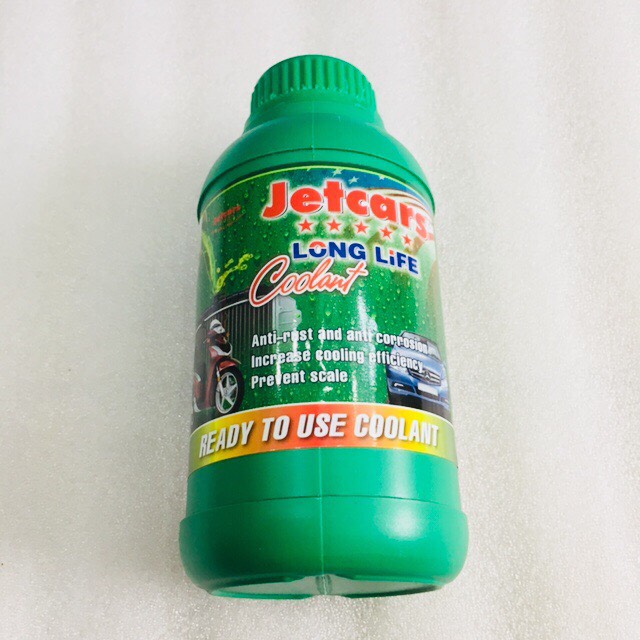 Jetcars
LONG LIFE
Coolant
Anti-rust and anti corrosion
Increase cooling efficiency
Prevent scale
READY TO USE COOLANT